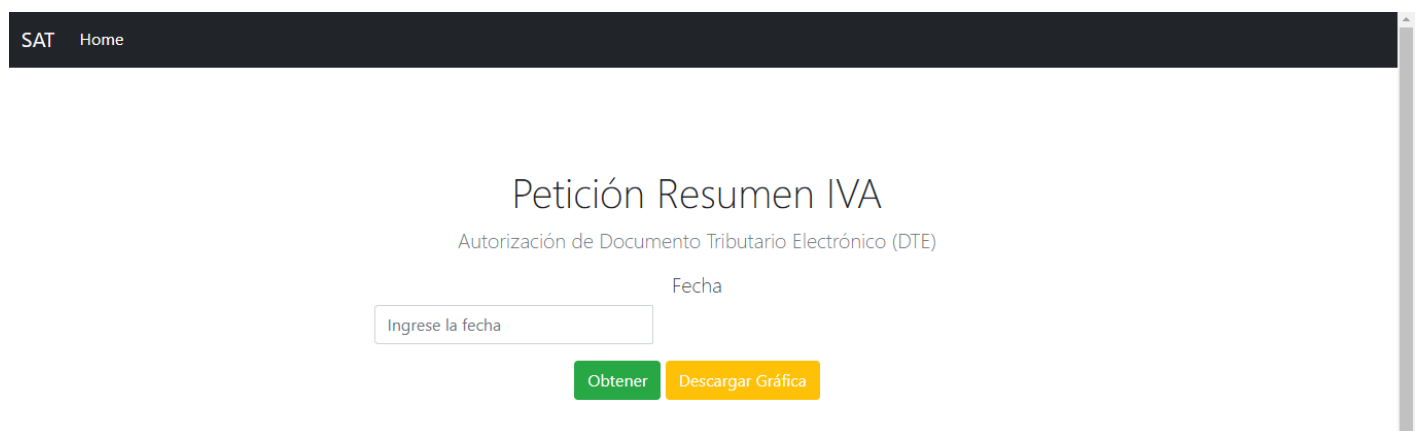 SAT Home
Petición Resumen IVA
Autorización de Documento Tributario Electrónico (DTE)
Fecha
Ingrese la fecha
Obtener Descargar Gráfica